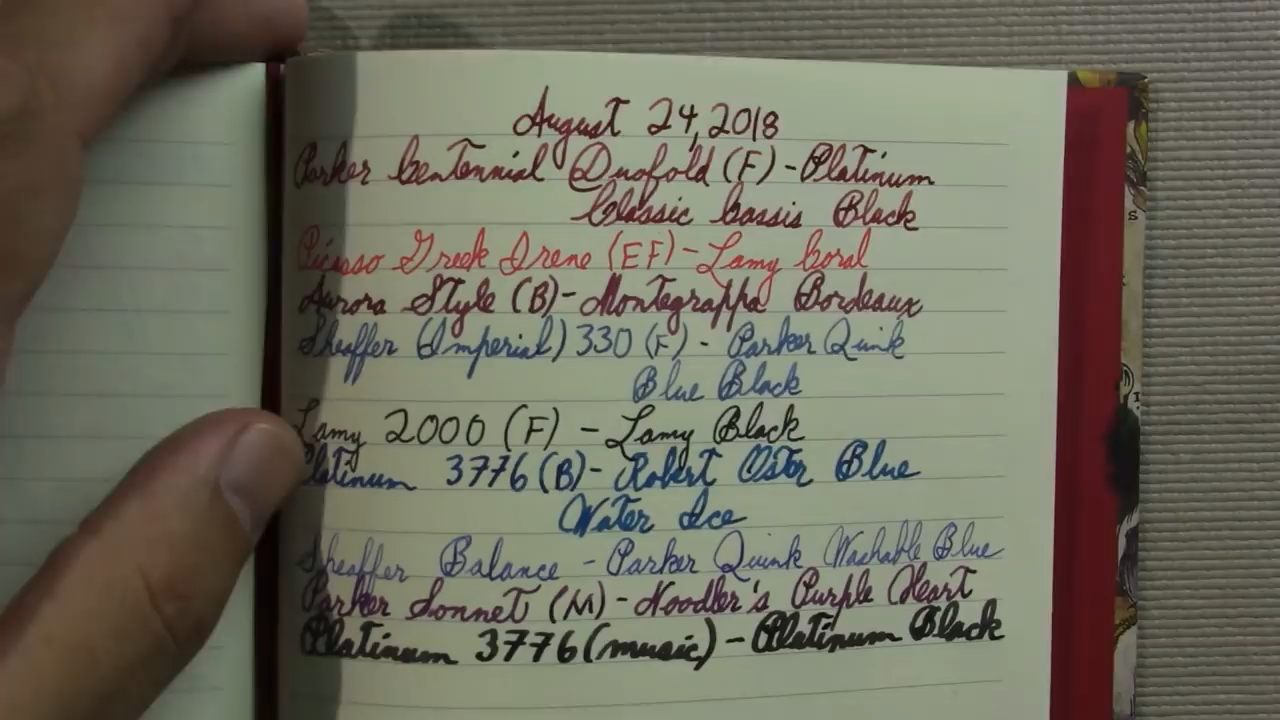 August 24, 2018
Parker Centennial Duofold (F) - Platinum
Classic Cassis Black
Picasso Greek Irene (EF) - Lamy Coral
Aurora Style (B) - Montegrappa Bordeaux
Sheaffer (Imperial) 330 (F) - Parker Quink
Blue Black
Lamy 2000 (F) - Lamy Black
Platinum 3776 (B) - Robert Oster Blue
Water Ice
Sheaffer Balance - Parker Quink Washable Blue
Parker Sonnet (M) - Noodler's Purple Heart
Platinum 3776 (music) - Platinum Black